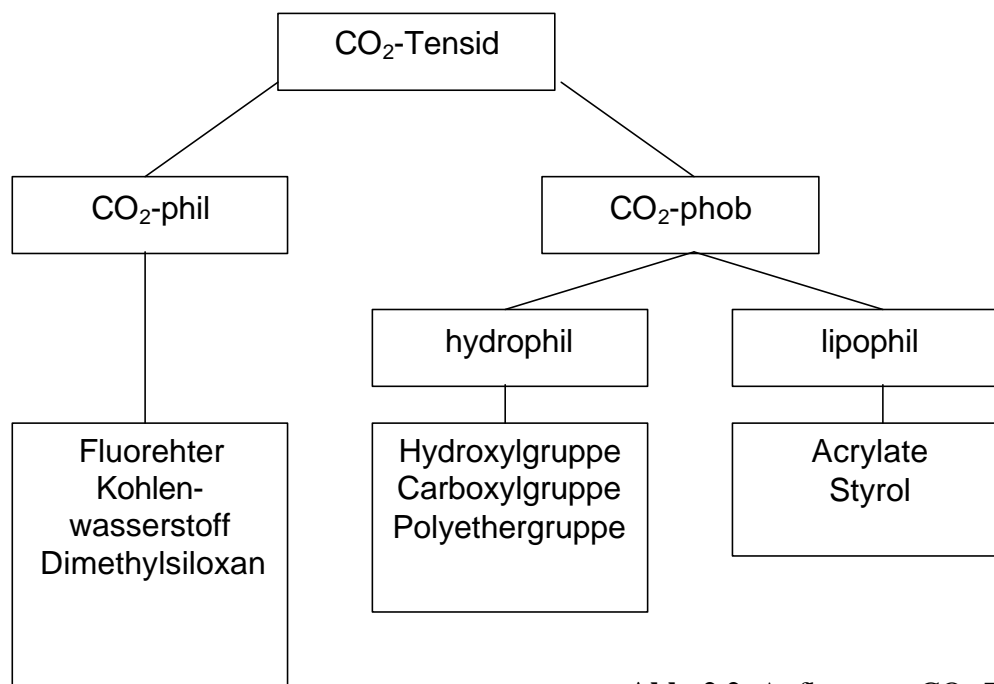 CO₂-Tensid
CO₂-phil
CO₂-phob
hydrophil
lipophil
Fluorehter
Kohlen-
wasserstoff
Dimethylsiloxan
Hydroxylgruppe
Carboxylgruppe
Polyethergruppe
Acrylate
Styrol